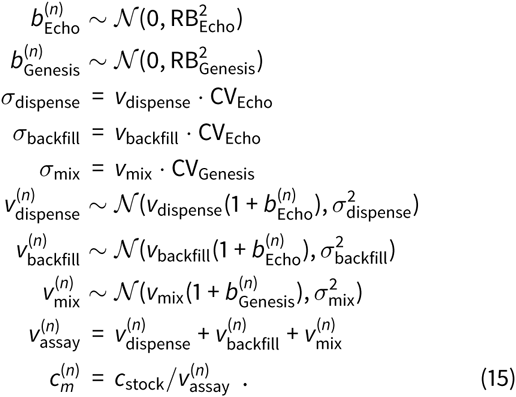 b_Echo^(n) ∼ 𝒩(0, RB_Echo^2)
b_Genesis^(n) ∼ 𝒩(0, RB_Genesis^2)
σ_dispense = v_dispense · CV_Echo
σ_backfill = v_backfill · CV_Echo
σ_mix = v_mix · CV_Genesis
v_dispense^(n) ∼ 𝒩(v_dispense(1 + b_Echo^(n)), σ_dispense^2)
v_backfill^(n) ∼ 𝒩(v_backfill(1 + b_Echo^(n)), σ_backfill^2)
v_mix^(n) ∼ 𝒩(v_mix(1 + b_Genesis^(n)), σ_mix^2)
v_assay^(n) = v_dispense^(n) + v_backfill^(n) + v_mix^(n)
c_m^(n) = c_stock/v_assay^(n) . (15)